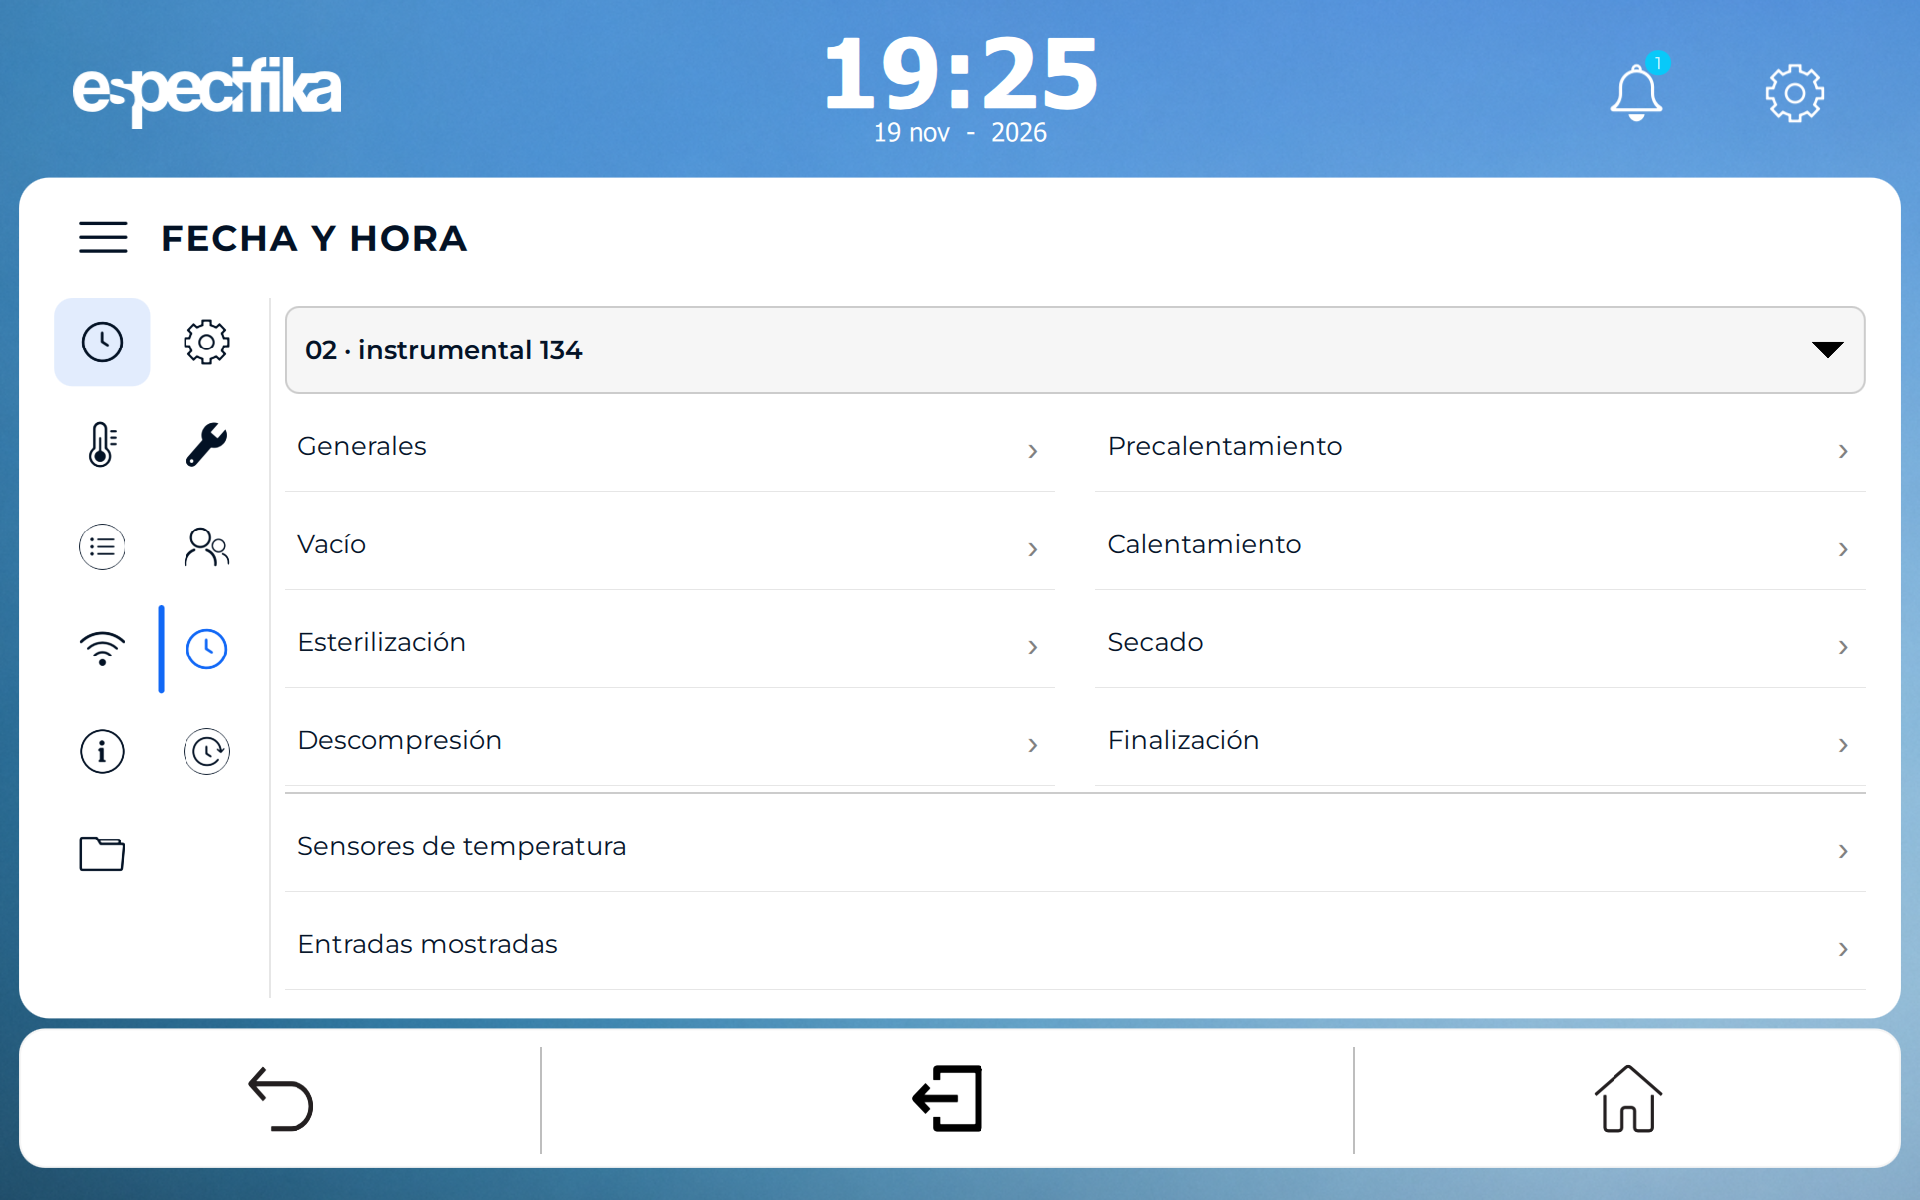 especifika
19:25
19 nov - 2026
1
FECHA Y HORA
02 · instrumental 134
Generales
Precalentamiento
Vacío
Calentamiento
Esterilización
Secado
Descompresión
Finalización
Sensores de temperatura
Entradas mostradas